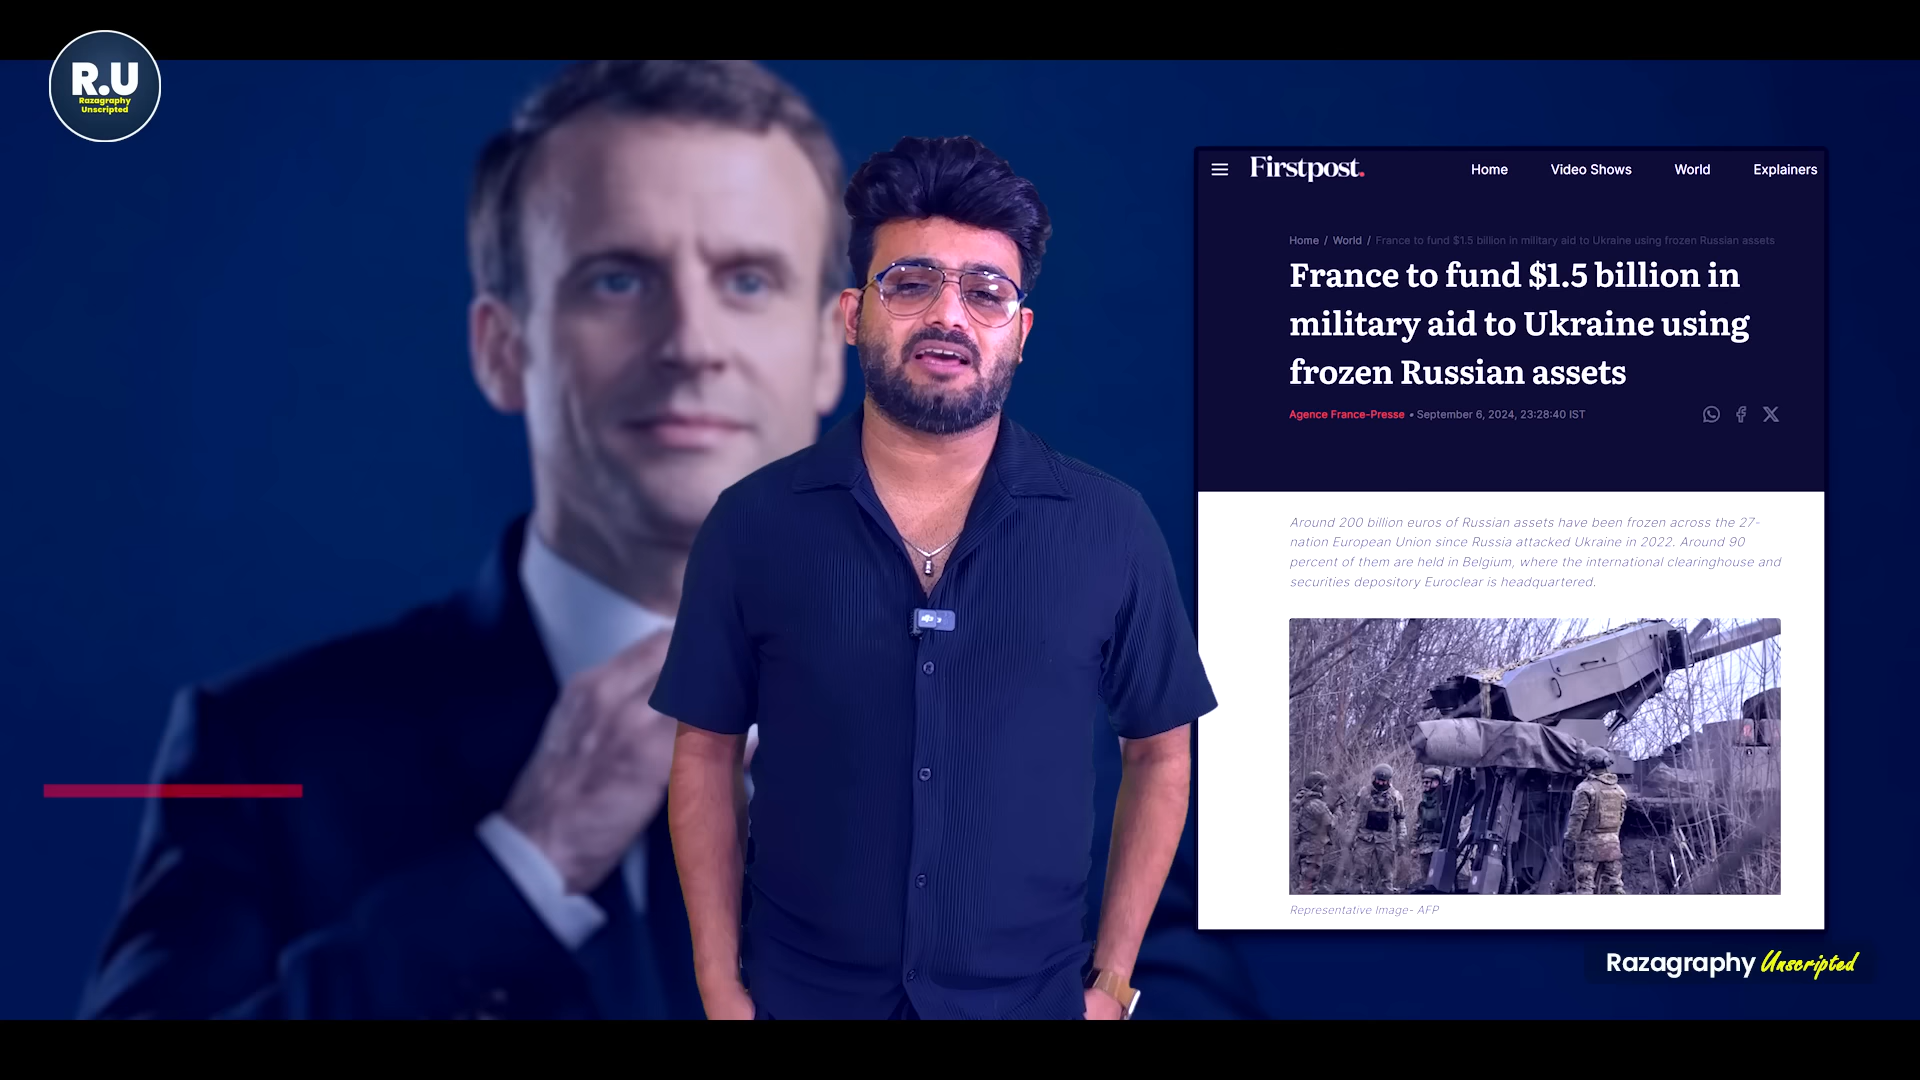 R.U
Razagraphy
Unscripted
Firstpost.
Home
Video Shows
World
Explainers
Home / World / France to fund $1.5 billion in military aid to Ukraine using frozen Russian assets
France to fund $1.5 billion in
military aid to Ukraine using
frozen Russian assets
Agence France-Presse • September 6, 2024, 23:28:40 IST
Around 200 billion euros of Russian assets have been frozen across the 27-
nation European Union since Russia attacked Ukraine in 2022. Around 90
percent of them are held in Belgium, where the international clearinghouse and
securities depository Euroclear is headquartered.
Representative Image- AFP
Razagraphy Unscripted